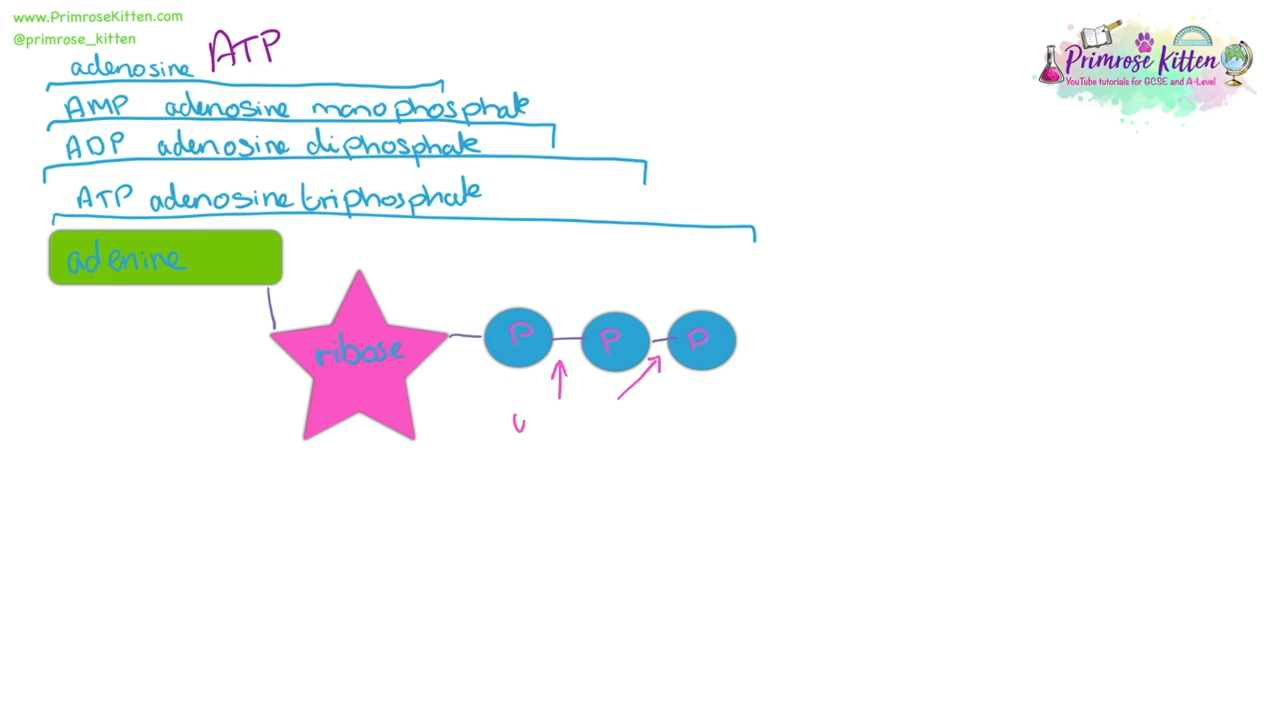 www.PrimroseKitten.com
@primrose_kitten
ATP
adenosine
AMP adenosine monophosphate
ADP adenosine diphosphate
ATP adenosine triphosphate
adenine
ribose
P P P
Primrose Kitten
YouTube tutorials for GCSE and A-Level